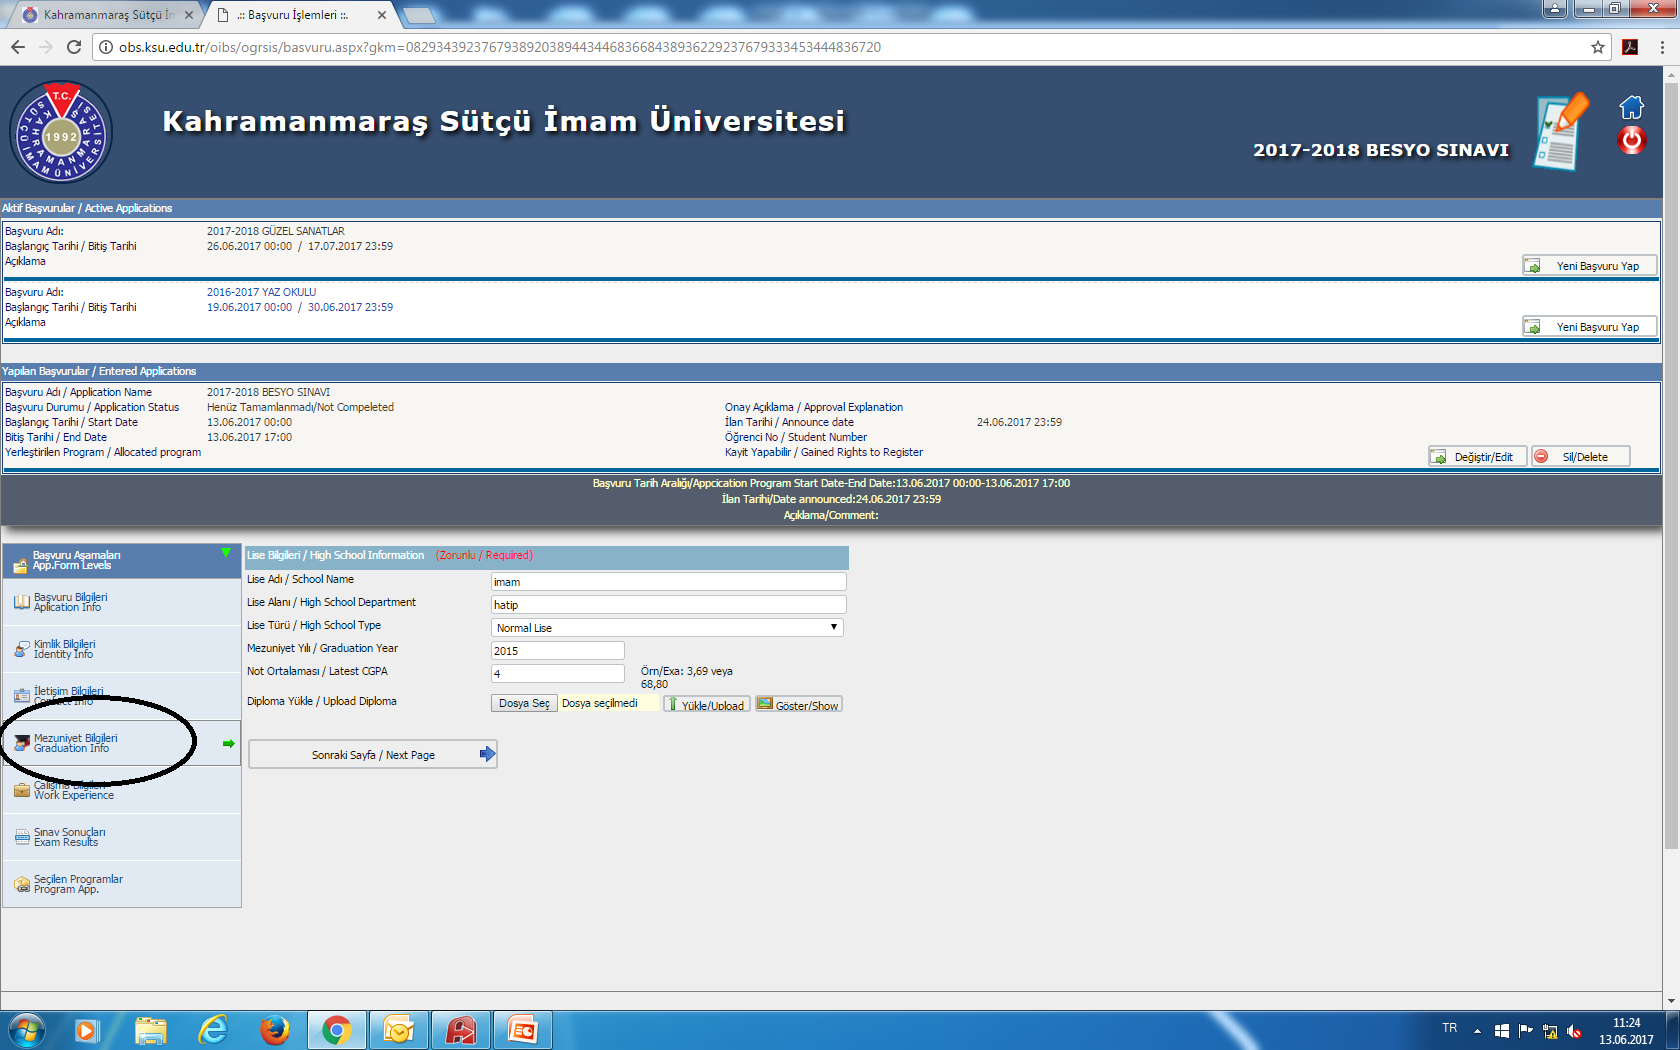 Kahramanmaraş Sütçü İm
.:: Başvuru İşlemleri ::.
obs.ksu.edu.tr/oibs/ogrsis/basvuru.aspx?gkm=0829343923767938920389443446836684389362292376793334534448367​20
T.C.
KAHRAMANMARAŞ SÜTÇÜ İMAM ÜNİVERSİTESİ
1992
Kahramanmaraş Sütçü İmam Üniversitesi
2017-2018 BESYO SINAVI
Aktif Başvurular / Active Applications
Başvuru Adı: 2017-2018 GÜZEL SANATLAR
Başlangıç Tarihi / Bitiş Tarihi 26.06.2017 00:00 / 17.07.2017 23:59
Açıklama
Yeni Başvuru Yap
Başvuru Adı: 2016-2017 YAZ OKULU
Başlangıç Tarihi / Bitiş Tarihi 19.06.2017 00:00 / 30.06.2017 23:59
Açıklama
Yeni Başvuru Yap
Yapılan Başvurular / Entered Applications
Başvuru Adı / Application Name 2017-2018 BESYO SINAVI
Başvuru Durumu / Application Status Henüz Tamamlanmadı/Not Compeleted Onay Açıklama / Approval Explanation
Başlangıç Tarihi / Start Date 13.06.2017 00:00 İlan Tarihi / Announce date 24.06.2017 23:59
Bitiş Tarihi / End Date 13.06.2017 17:00 Öğrenci No / Student Number
Yerleştirilen Program / Allocated program Kayit Yapabilir / Gained Rights to Register
Değiştir/Edit Sil/Delete
Başvuru Tarih Aralığı/Appcication Program Start Date-End Date:13.06.2017 00:00-13.06.2017 17:00
İlan Tarihi/Date announced:24.06.2017 23:59
Açıklama/Comment:
Başvuru Aşamaları
App.Form Levels
Başvuru Bilgileri
Aplication Info
Kimlik Bilgileri
Identity Info
İletişim Bilgileri
Contact Info
Mezuniyet Bilgileri
Graduation Info
Çalışma Bilgileri
Work Experience
Sınav Sonuçları
Exam Results
Seçilen Programlar
Program App.
Lise Bilgileri / High School Information (Zorunlu / Required)
Lise Adı / School Name imam
Lise Alanı / High School Department hatip
Lise Türü / High School Type Normal Lise
Mezuniyet Yılı / Graduation Year 2015
Not Ortalaması / Latest CGPA 4 Örn/Exa: 3,69 veya
68,80
Diploma Yükle / Upload Diploma Dosya Seç Dosya seçilmedi Yükle/Upload Göster/Show
Sonraki Sayfa / Next Page
TR
11:24
13.06.2017